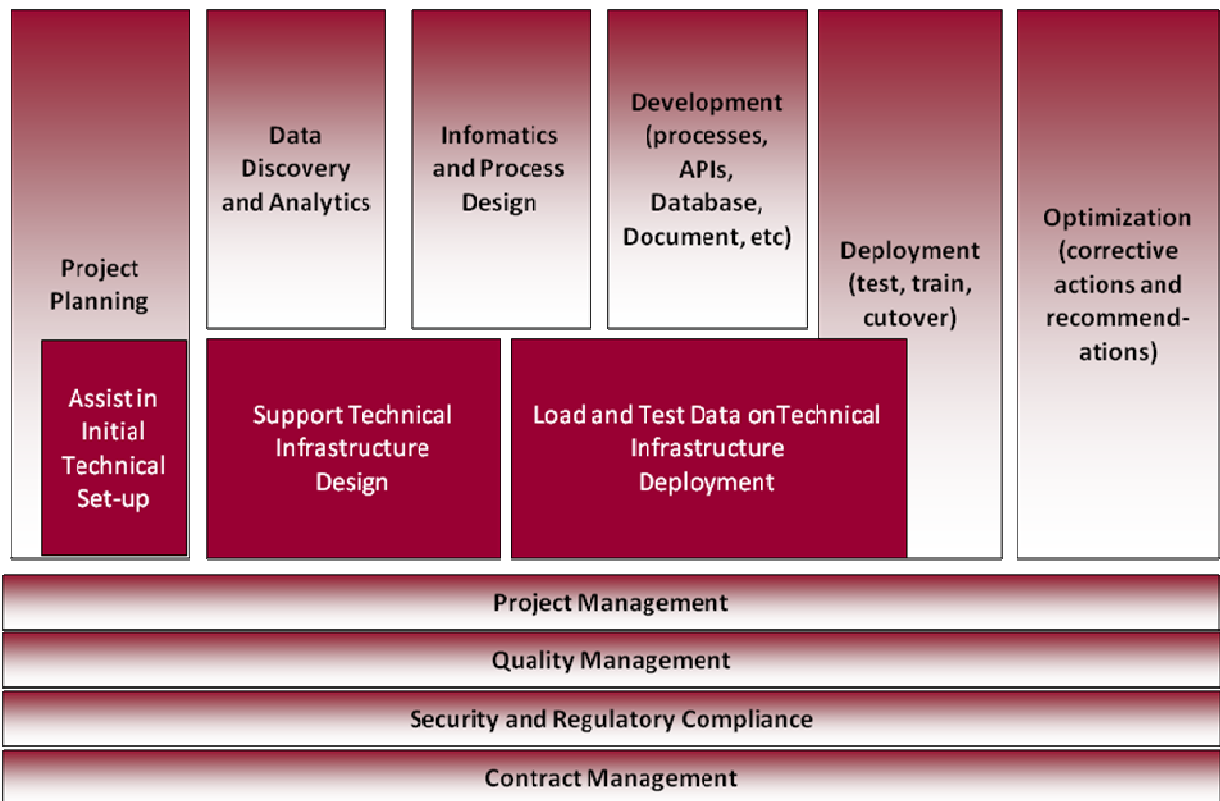 Project
Planning
Data
Discovery
and Analytics
Infomatics
and Process
Design
Development
(processes,
APIs,
Database,
Document, etc)
Deployment
(test, train,
cutover)
Optimization
(corrective
actions and
recommend-
ations)
Assist in
Initial
Technical
Set-up
Support Technical
Infrastructure
Design
Load and Test Data onTechnical
Infrastructure
Deployment
Project Management
Quality Management
Security and Regulatory Compliance
Contract Management